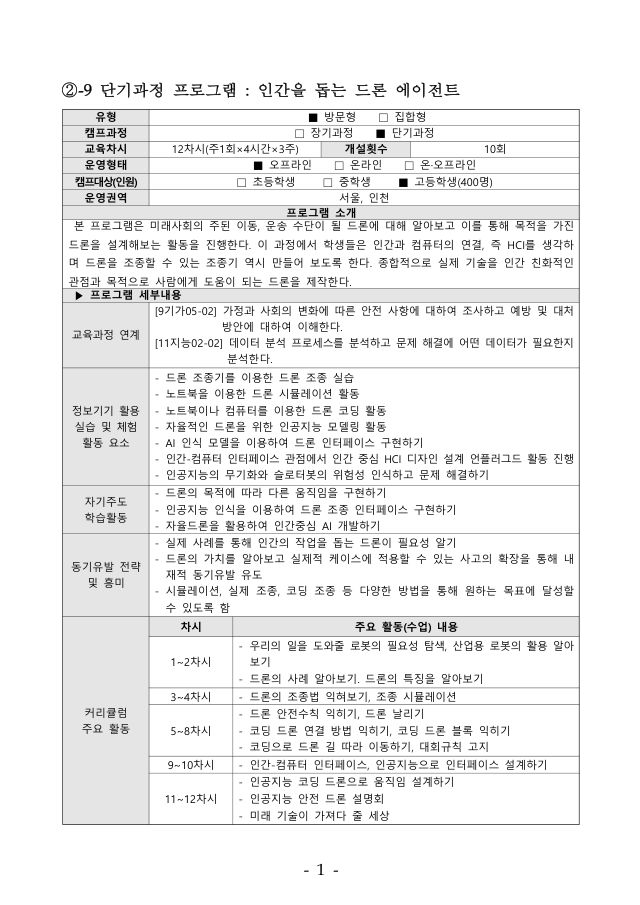 ②-9 단기과정 프로그램 : 인간을 돕는 드론 에이전트
유형 ■ 방문형 □ 집합형
캠프과정 □ 장기과정 ■ 단기과정
교육차시 12차시(주1회×4시간×3주) 개설횟수 10회
운영형태 ■ 오프라인 □ 온라인 □ 온·오프라인
캠프대상(인원) □ 초등학생 □ 중학생 ■ 고등학생(400명)
운영권역 서울, 인천
프로그램 소개
본 프로그램은 미래사회의 주된 이동, 운송 수단이 될 드론에 대해 알아보고 이를 통해 목적을 가진
드론을 설계해보는 활동을 진행한다. 이 과정에서 학생들은 인간과 컴퓨터의 연결, 즉 HCI를 생각하
며 드론을 조종할 수 있는 조종기 역시 만들어 보도록 한다. 종합적으로 실제 기술을 인간 친화적인
관점과 목적으로 사람에게 도움이 되는 드론을 제작한다.
▶ 프로그램 세부내용
교육과정 연계
[9기가05-02] 가정과 사회의 변화에 따른 안전 사항에 대하여 조사하고 예방 및 대처
방안에 대하여 이해한다.
[11지능02-02] 데이터 분석 프로세스를 분석하고 문제 해결에 어떤 데이터가 필요한지
분석한다.
정보기기 활용
실습 및 체험
활동 요소
- 드론 조종기를 이용한 드론 조종 실습
- 노트북을 이용한 드론 시뮬레이션 활동
- 노트북이나 컴퓨터를 이용한 드론 코딩 활동
- 자율적인 드론을 위한 인공지능 모델링 활동
- AI 인식 모델을 이용하여 드론 인터페이스 구현하기
- 인간-컴퓨터 인터페이스 관점에서 인간 중심 HCI 디자인 설계 언플러그드 활동 진행
- 인공지능의 무기화와 슬로터봇의 위험성 인식하고 문제 해결하기
자기주도
학습활동
- 드론의 목적에 따라 다른 움직임을 구현하기
- 인공지능 인식을 이용하여 드론 조종 인터페이스 구현하기
- 자율드론을 활용하여 인간중심 AI 개발하기
동기유발 전략
및 흥미
- 실제 사례를 통해 인간의 작업을 돕는 드론이 필요성 알기
- 드론의 가치를 알아보고 실제적 케이스에 적용할 수 있는 사고의 확장을 통해 내
재적 동기유발 유도
- 시뮬레이션, 실제 조종, 코딩 조종 등 다양한 방법을 통해 원하는 목표에 달성할
수 있도록 함
커리큘럼
주요 활동
차시 주요 활동(수업) 내용
1~2차시
- 우리의 일을 도와줄 로봇의 필요성 탐색, 산업용 로봇의 활용 알아
보기
- 드론의 사례 알아보기. 드론의 특징을 알아보기
3~4차시 - 드론의 조종법 익혀보기, 조종 시뮬레이션
5~8차시
- 드론 안전수칙 익히기, 드론 날리기
- 코딩 드론 연결 방법 익히기, 코딩 드론 블록 익히기
- 코딩으로 드론 길 따라 이동하기, 대회규칙 고지
9~10차시 - 인간-컴퓨터 인터페이스, 인공지능으로 인터페이스 설계하기
11~12차시
- 인공지능 코딩 드론으로 움직임 설계하기
- 인공지능 안전 드론 설명회
- 미래 기술이 가져다 줄 세상
- 1 -